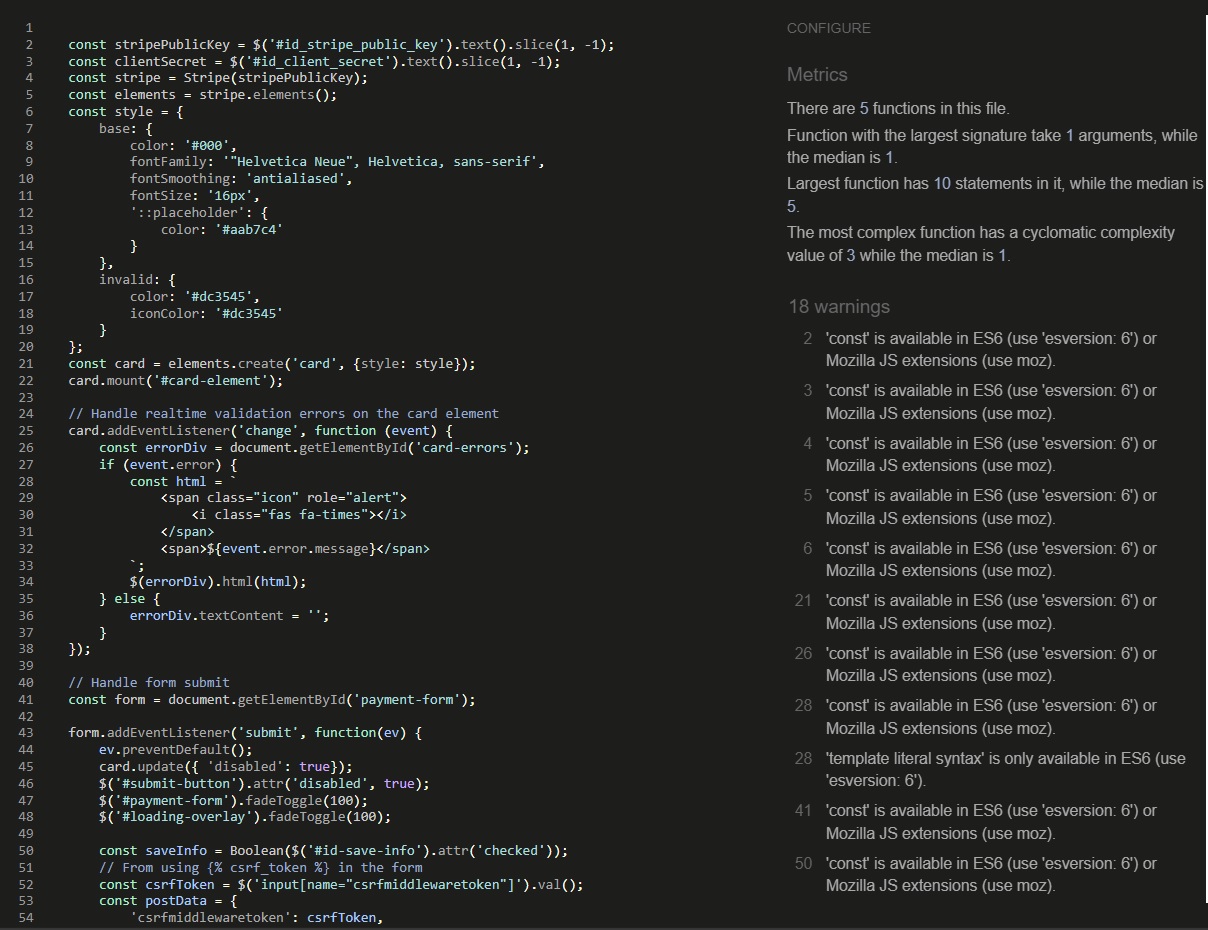 1
2 const stripePublicKey = $('#id_stripe_public_key').text().slice(1, -1);
3 const clientSecret = $('#id_client_secret').text().slice(1, -1);
4 const stripe = Stripe(stripePublicKey);
5 const elements = stripe.elements();
6 const style = {
7 base: {
8 color: '#000',
9 fontFamily: '"Helvetica Neue", Helvetica, sans-serif',
10 fontSmoothing: 'antialiased',
11 fontSize: '16px',
12 '::placeholder': {
13 color: '#aab7c4'
14 }
15 },
16 invalid: {
17 color: '#dc3545',
18 iconColor: '#dc3545'
19 }
20 };
21 const card = elements.create('card', {style: style});
22 card.mount('#card-element');
23
24 // Handle realtime validation errors on the card element
25 card.addEventListener('change', function (event) {
26 const errorDiv = document.getElementById('card-errors');
27 if (event.error) {
28 const html = `
29 <span class="icon" role="alert">
30 <i class="fas fa-times"></i>
31 </span>
32 <span>${event.error.message}</span>
33 `;
34 $(errorDiv).html(html);
35 } else {
36 errorDiv.textContent = '';
37 }
38 });
39
40 // Handle form submit
41 const form = document.getElementById('payment-form');
42
43 form.addEventListener('submit', function(ev) {
44 ev.preventDefault();
45 card.update({ 'disabled': true});
46 $('#submit-button').attr('disabled', true);
47 $('#payment-form').fadeToggle(100);
48 $('#loading-overlay').fadeToggle(100);
49
50 const saveInfo = Boolean($('#id-save-info').attr('checked'));
51 // From using {% csrf_token %} in the form
52 const csrfToken = $('input[name="csrfmiddlewaretoken"]').val();
53 const postData = {
54 'csrfmiddlewaretoken': csrfToken,
CONFIGURE
Metrics
There are 5 functions in this file.
Function with the largest signature take 1 arguments, while
the median is 1.
Largest function has 10 statements in it, while the median is
5.
The most complex function has a cyclomatic complexity
value of 3 while the median is 1.
18 warnings
2 'const' is available in ES6 (use 'esversion: 6') or
Mozilla JS extensions (use moz).
3 'const' is available in ES6 (use 'esversion: 6') or
Mozilla JS extensions (use moz).
4 'const' is available in ES6 (use 'esversion: 6') or
Mozilla JS extensions (use moz).
5 'const' is available in ES6 (use 'esversion: 6') or
Mozilla JS extensions (use moz).
6 'const' is available in ES6 (use 'esversion: 6') or
Mozilla JS extensions (use moz).
21 'const' is available in ES6 (use 'esversion: 6') or
Mozilla JS extensions (use moz).
26 'const' is available in ES6 (use 'esversion: 6') or
Mozilla JS extensions (use moz).
28 'const' is available in ES6 (use 'esversion: 6') or
Mozilla JS extensions (use moz).
28 'template literal syntax' is only available in ES6 (use
'esversion: 6').
41 'const' is available in ES6 (use 'esversion: 6') or
Mozilla JS extensions (use moz).
50 'const' is available in ES6 (use 'esversion: 6') or
Mozilla JS extensions (use moz).